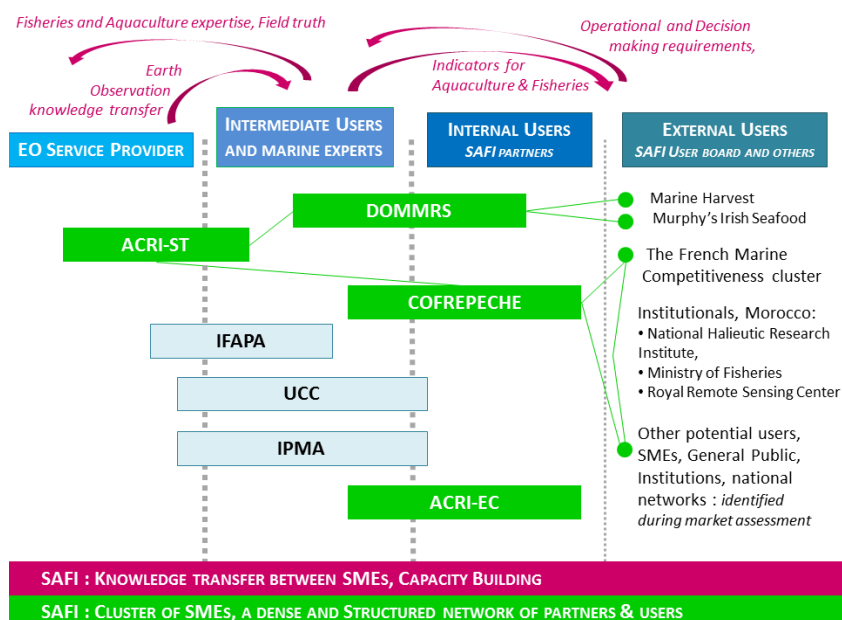 Fisheries and Aquaculture expertise, Field truth
Operational and Decision
making requirements,
Earth
Observation
knowledge transfer
Indicators for
Aquaculture & Fisheries
EO SERVICE PROVIDER
INTERMEDIATE USERS
AND MARINE EXPERTS
INTERNAL USERS
SAFI PARTNERS
EXTERNAL USERS
SAFI USER BOARD AND OTHERS
DOMMRS
Marine Harvest
Murphy's Irish Seafood
ACRI-ST
The French Marine
Competitiveness cluster
COFREPECHE
Institutionals, Morocco:
• National Halieutic Research
Institute,
• Ministry of Fisheries
• Royal Remote Sensing Center
IFAPA
UCC
IPMA
Other potential users,
SMEs, General Public,
Institutions, national
networks : identified
during market assessment
ACRI-EC
SAFI : KNOWLEDGE TRANSFER BETWEEN SMES, CAPACITY BUILDING
SAFI : CLUSTER OF SMES, A DENSE AND STRUCTURED NETWORK OF PARTNERS & USERS